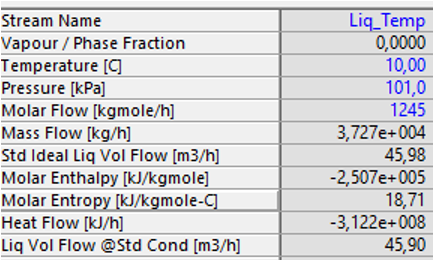 Stream Name Liq_Temp
Vapour / Phase Fraction 0,0000
Temperature [C] 10,00
Pressure [kPa] 101,0
Molar Flow [kgmole/h] 1245
Mass Flow [kg/h] 3,727e+004
Std Ideal Liq Vol Flow [m3/h] 45,98
Molar Enthalpy [kJ/kgmole] -2,507e+005
Molar Entropy [kJ/kgmole-C] 18,71
Heat Flow [kJ/h] -3,122e+008
Liq Vol Flow @Std Cond [m3/h] 45,90